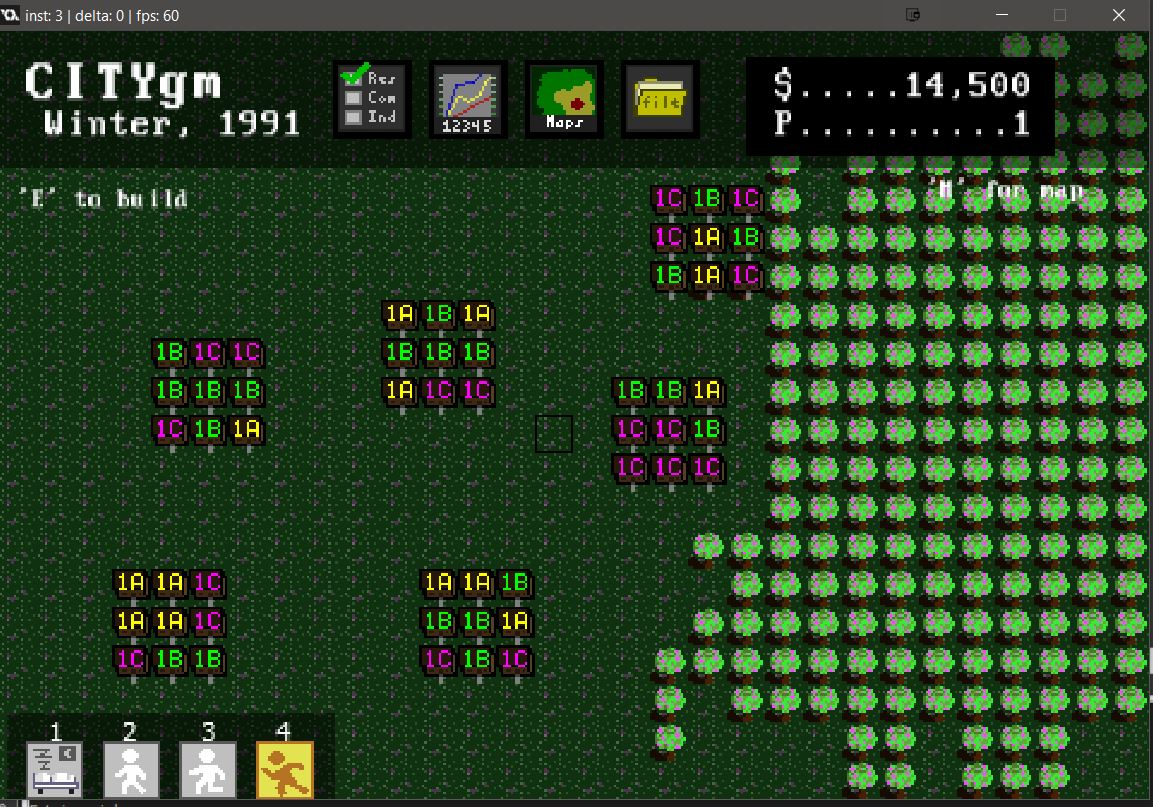 inst: 3 | delta: 0 | fps: 60
CITYgm
Winter, 1991
Res
Com
Ind
12345
Maps
file
$.....14,500
P..........1
'E' to build
'M' for map
1C 1B 1C
1C 1A 1B
1B 1A 1C
1A 1B 1A
1B 1B 1B
1A 1C 1C
1B 1C 1C
1B 1B 1B
1C 1B 1A
1B 1B 1A
1C 1C 1B
1C 1C 1C
1A 1A 1C
1A 1A 1C
1C 1B 1B
1A 1A 1B
1B 1B 1A
1C 1B 1C
1 2 3 4